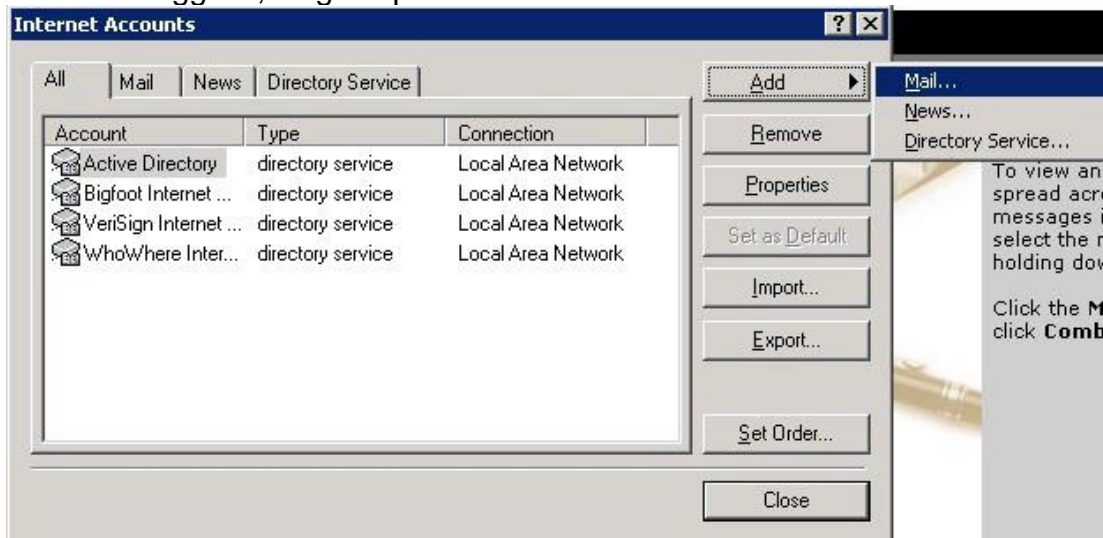 Internet Accounts
All Mail News Directory Service
Add
Mail...
News...
Directory Service...
Account Type Connection
Remove
Active Directory directory service Local Area Network
Bigfoot Internet ... directory service Local Area Network
Properties
VeriSign Internet ... directory service Local Area Network
Set as Default
WhoWhere Inter... directory service Local Area Network
Import...
Export...
Set Order...
Close
To view an
spread
messages
select the
holding
Click the
click